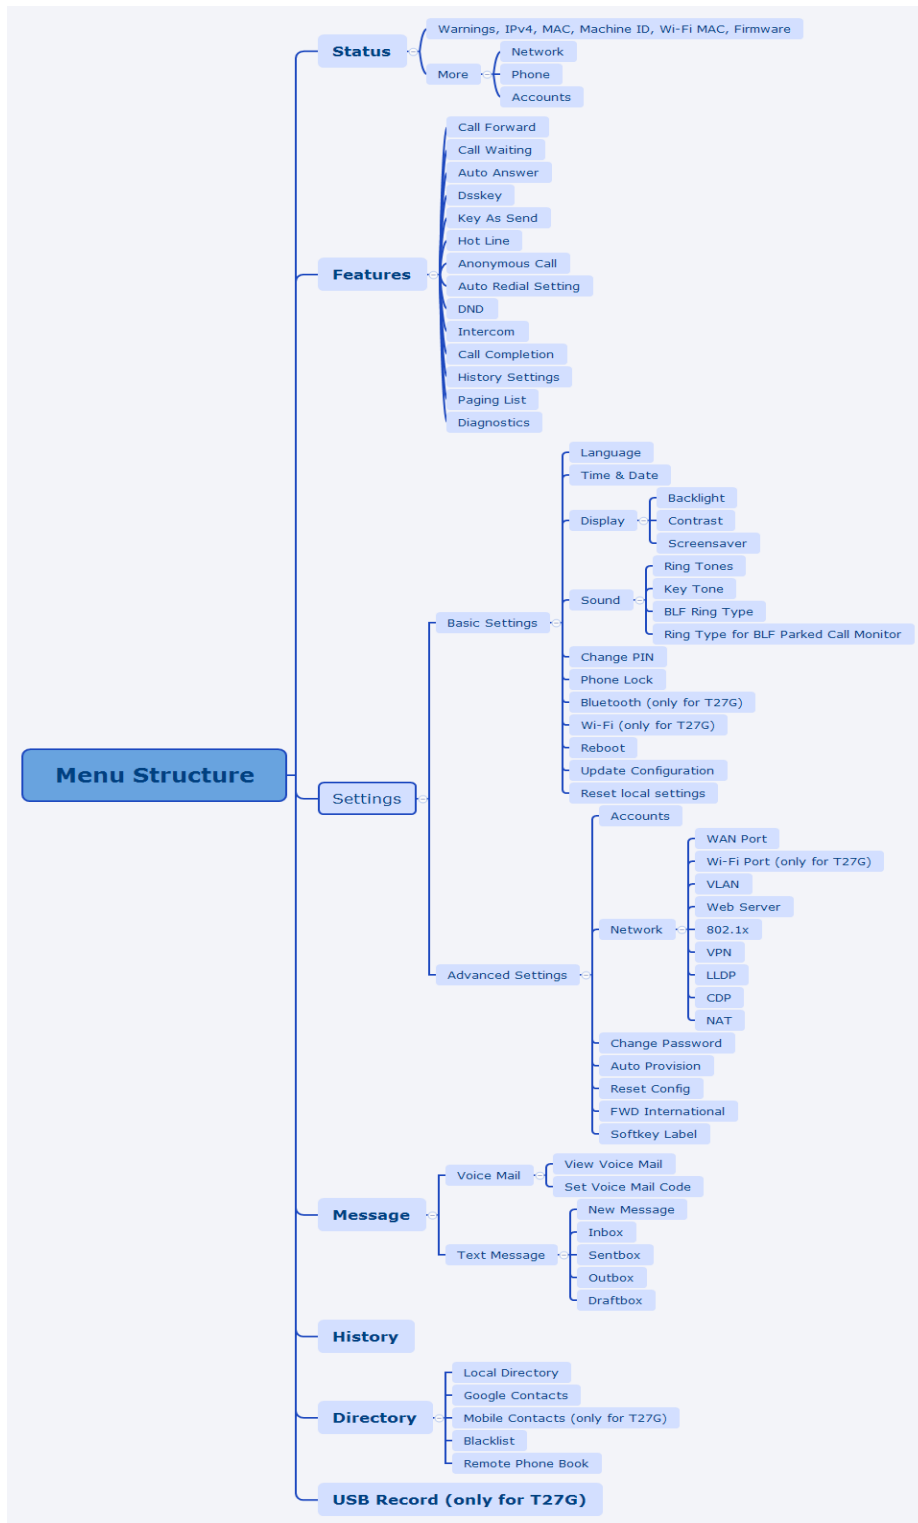 Menu Structure
Status
Warnings, IPv4, MAC, Machine ID, Wi-Fi MAC, Firmware
More
Network
Phone
Accounts
Features
Call Forward
Call Waiting
Auto Answer
Dsskey
Key As Send
Hot Line
Anonymous Call
Auto Redial Setting
DND
Intercom
Call Completion
History Settings
Paging List
Diagnostics
Settings
Basic Settings
Language
Time & Date
Display
Backlight
Contrast
Screensaver
Sound
Ring Tones
Key Tone
BLF Ring Type
Ring Type for BLF Parked Call Monitor
Change PIN
Phone Lock
Bluetooth (only for T27G)
Wi-Fi (only for T27G)
Reboot
Update Configuration
Reset local settings
Advanced Settings
Accounts
Network
WAN Port
Wi-Fi Port (only for T27G)
VLAN
Web Server
802.1x
VPN
LLDP
CDP
NAT
Change Password
Auto Provision
Reset Config
FWD International
Softkey Label
Message
Voice Mail
View Voice Mail
Set Voice Mail Code
Text Message
New Message
Inbox
Sentbox
Outbox
Draftbox
History
Directory
Local Directory
Google Contacts
Mobile Contacts (only for T27G)
Blacklist
Remote Phone Book
USB Record (only for T27G)